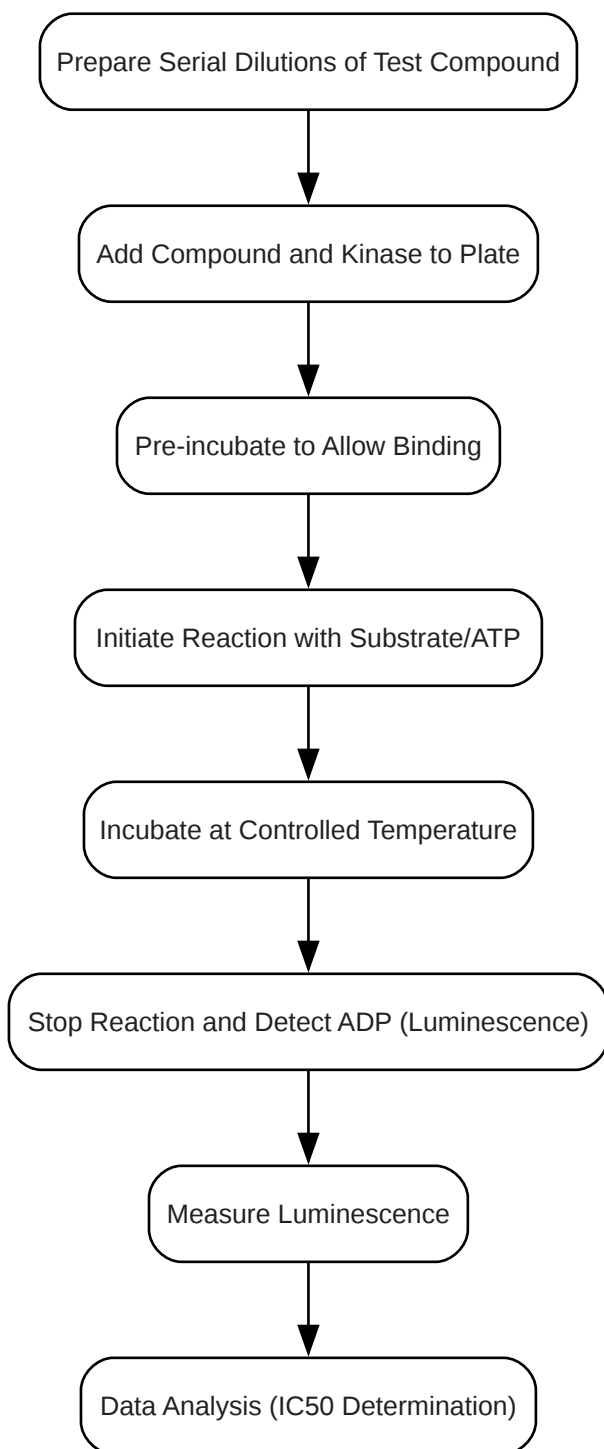 Prepare Serial Dilutions of Test Compound
Add Compound and Kinase to Plate
Pre-incubate to Allow Binding
Initiate Reaction with Substrate/ATP
Incubate at Controlled Temperature
Stop Reaction and Detect ADP (Luminescence)
Measure Luminescence
Data Analysis (IC50 Determination)